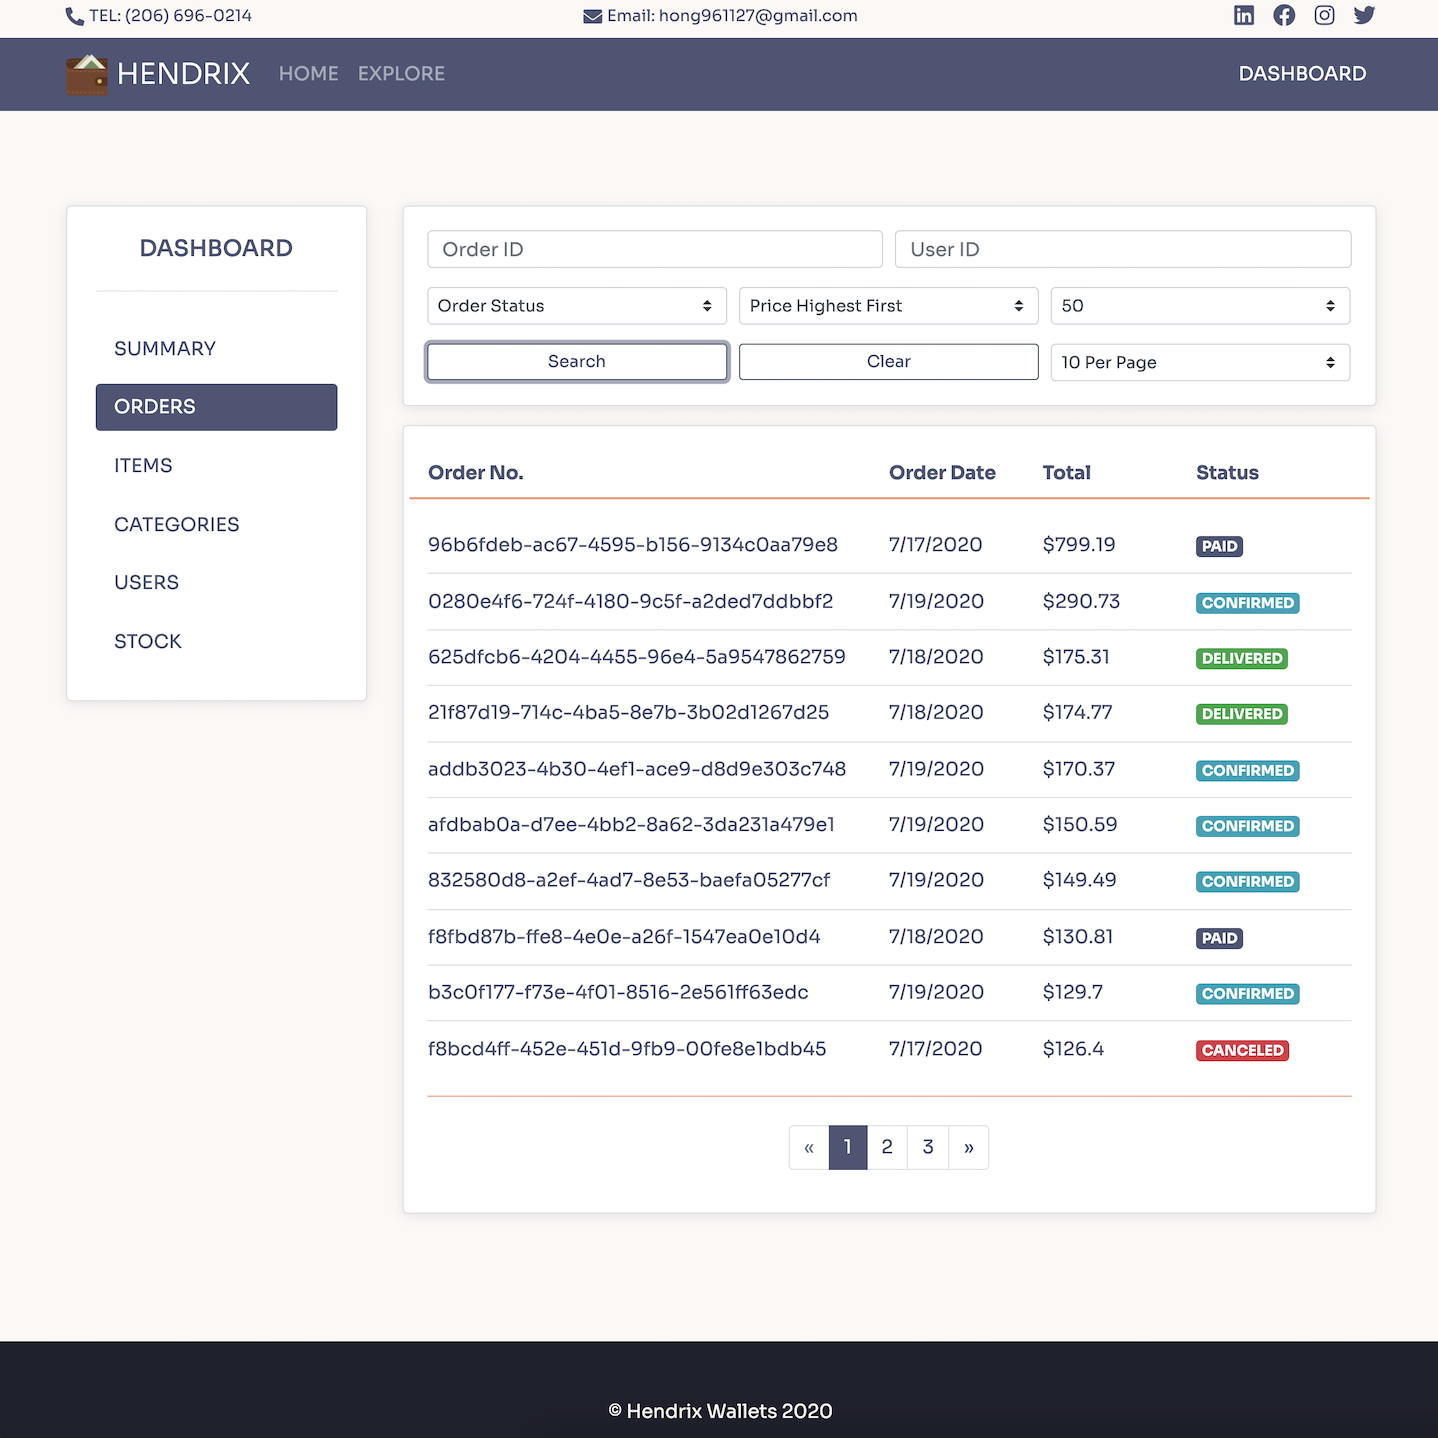 TEL: (206) 696-0214
Email: hong961127@gmail.com
HENDRIX HOME EXPLORE DASHBOARD
DASHBOARD
SUMMARY
ORDERS
ITEMS
CATEGORIES
USERS
STOCK
Order ID User ID
Order Status Price Highest First 50
Search Clear 10 Per Page
Order No. Order Date Total Status
96b6fdeb-ac67-4595-b156-9134c0aa79e8 7/17/2020 $799.19 PAID
0280e4f6-724f-4180-9c5f-a2ded7ddbbf2 7/19/2020 $290.73 CONFIRMED
625dfcb6-4204-4455-96e4-5a9547862759 7/18/2020 $175.31 DELIVERED
21f87d19-714c-4ba5-8e7b-3b02d1267d25 7/18/2020 $174.77 DELIVERED
addb3023-4b30-4ef1-ace9-d8d9e303c748 7/19/2020 $170.37 CONFIRMED
afdbab0a-d7ee-4bb2-8a62-3da231a479e1 7/19/2020 $150.59 CONFIRMED
832580d8-a2ef-4ad7-8e53-baefa05277cf 7/19/2020 $149.49 CONFIRMED
f8fbd87b-ffe8-4e0e-a26f-1547ea0e10d4 7/18/2020 $130.81 PAID
b3c0f177-f73e-4f01-8516-2e561ff63edc 7/19/2020 $129.7 CONFIRMED
f8bcd4ff-452e-451d-9fb9-00fe8e1bdb45 7/17/2020 $126.4 CANCELED
« 1 2 3 »
© Hendrix Wallets 2020